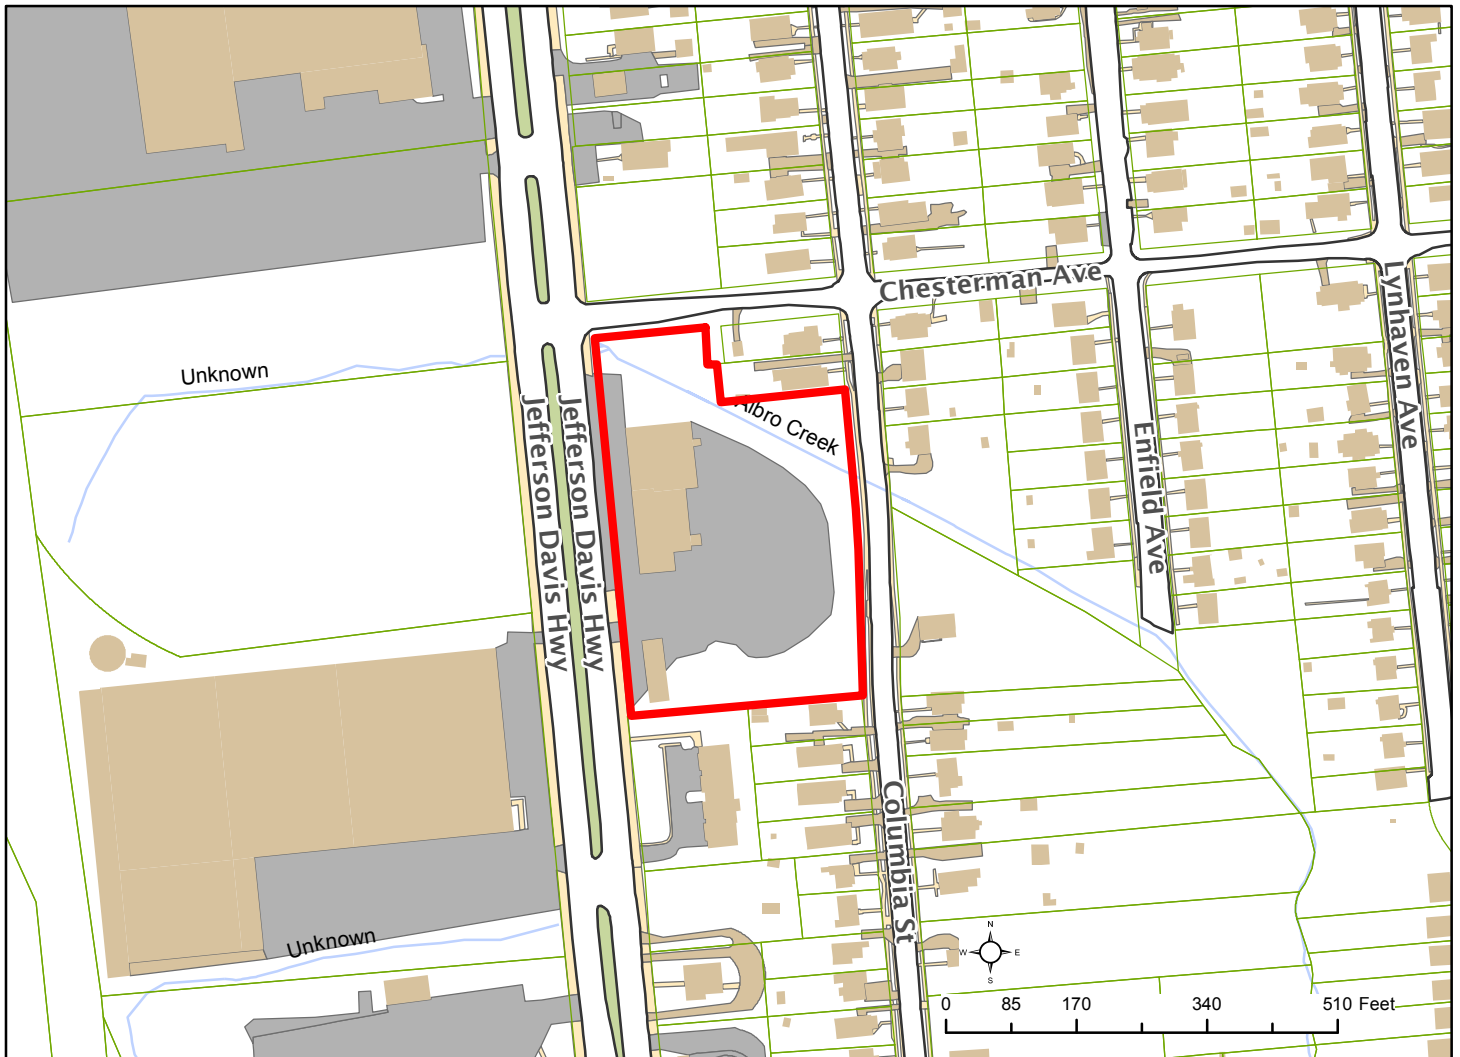 Chesterman Ave
Lynhaven Ave
Unknown
Jefferson Davis Hwy
Jefferson Davis Hwy
Albro Creek
Enfield Ave
Columbia St
Unknown
N
W
E
S
0 85 170 340 510 Feet